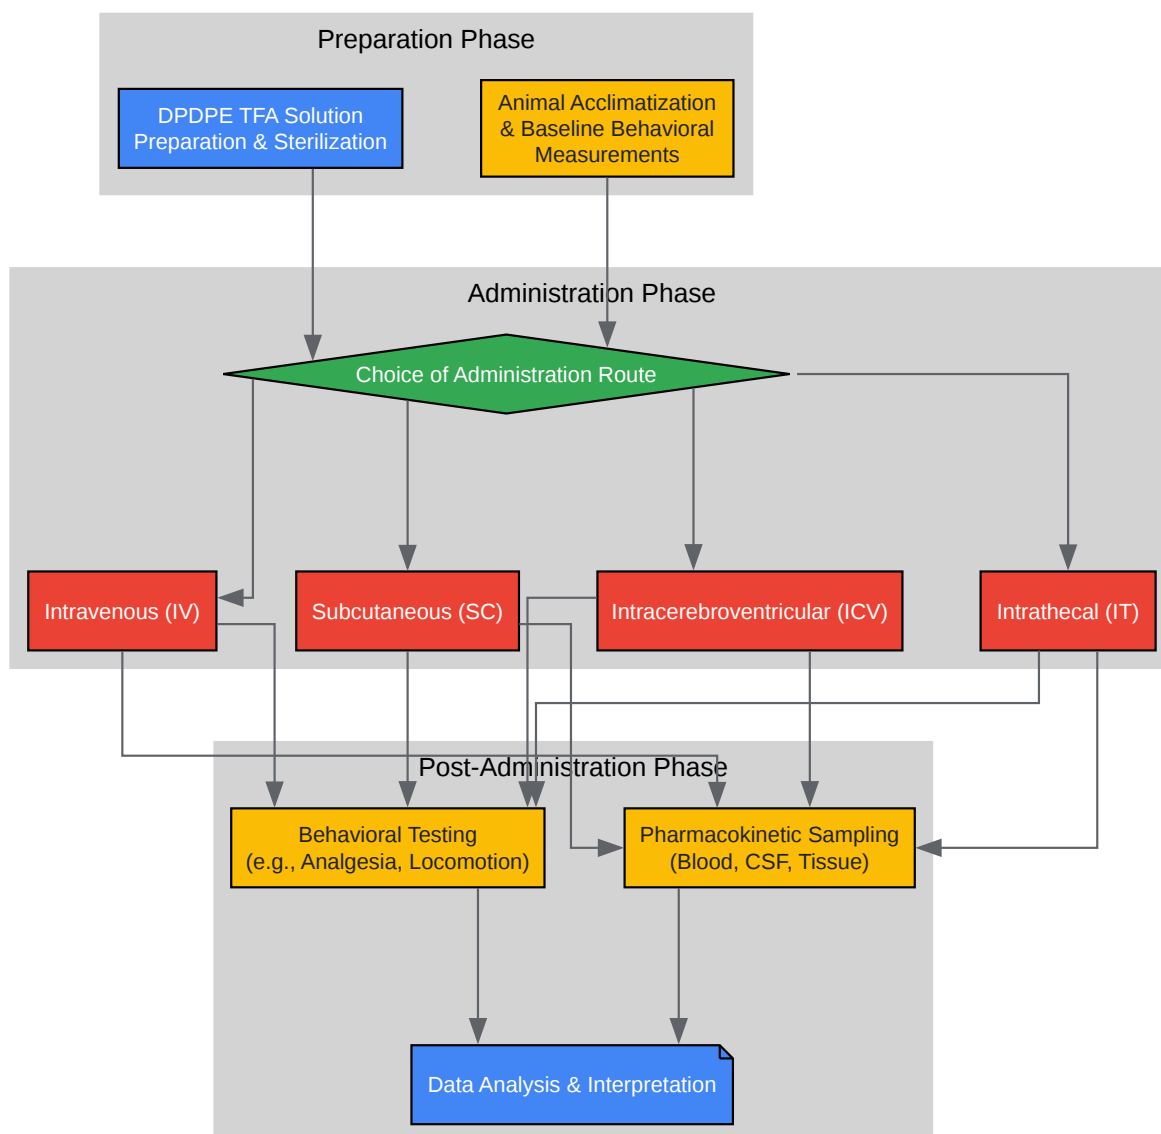 Preparation Phase
DPDPE TFA Solution
Preparation & Sterilization
Animal Acclimatization
& Baseline Behavioral
Measurements
Administration Phase
Choice of Administration Route
Intravenous (IV)
Subcutaneous (SC)
Intracerebroventricular (ICV)
Intrathecal (IT)
Post-Administration Phase
Behavioral Testing
(e.g., Analgesia, Locomotion)
Pharmacokinetic Sampling
(Blood, CSF, Tissue)
Data Analysis & Interpretation